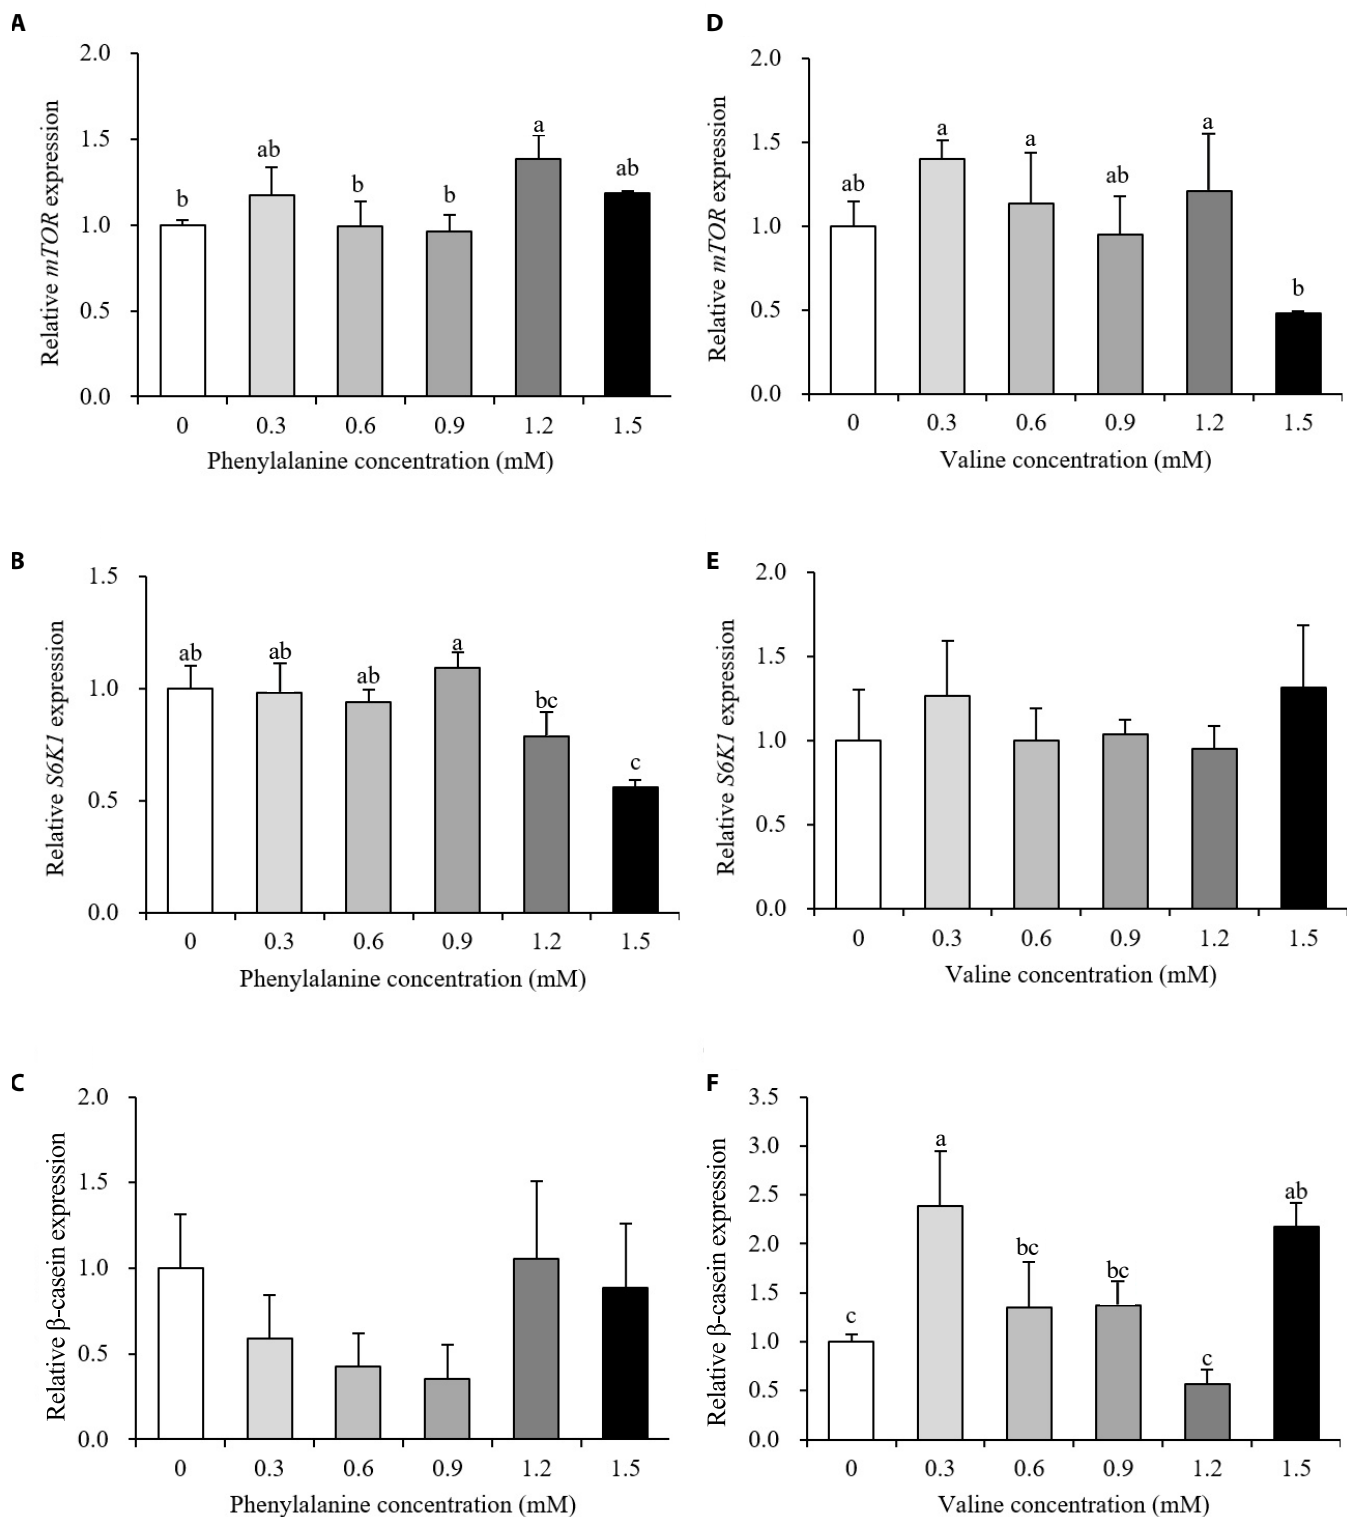 A
2.0
1.5
1.0
0.5
0.0
Relative mTOR expression
b
ab
b
b
a
ab
0 0.3 0.6 0.9 1.2 1.5
Phenylalanine concentration (mM)
D
2.0
1.5
1.0
0.5
0.0
Relative mTOR expression
ab
a
a
ab
a
b
0 0.3 0.6 0.9 1.2 1.5
Valine concentration (mM)
B
1.5
1.0
0.5
0.0
Relative S6K1 expression
ab
ab
ab
a
bc
c
0 0.3 0.6 0.9 1.2 1.5
Phenylalanine concentration (mM)
E
2.0
1.5
1.0
0.5
0.0
Relative S6K1 expression
0 0.3 0.6 0.9 1.2 1.5
Valine concentration (mM)
C
2.0
1.5
1.0
0.5
0.0
Relative β-casein expression
0 0.3 0.6 0.9 1.2 1.5
Phenylalanine concentration (mM)
F
3.5
3.0
2.5
2.0
1.5
1.0
0.5
0.0
Relative β-casein expression
c
a
bc
bc
c
ab
0 0.3 0.6 0.9 1.2 1.5
Valine concentration (mM)